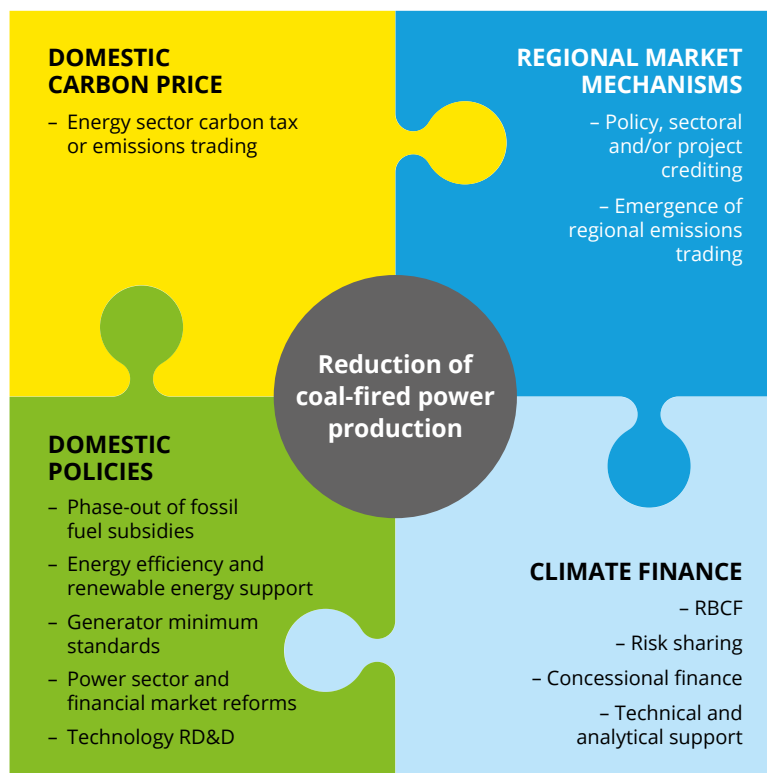 DOMESTIC
CARBON PRICE
– Energy sector carbon tax
or emissions trading
REGIONAL MARKET
MECHANISMS
– Policy, sectoral
and/or project
crediting
– Emergence of
regional emissions
trading
Reduction of
coal-fired power
production
DOMESTIC
POLICIES
– Phase-out of fossil
fuel subsidies
– Energy efficiency and
renewable energy support
– Generator minimum
standards
– Power sector and
financial market reforms
– Technology RD&D
CLIMATE FINANCE
– RBCF
– Risk sharing
– Concessional finance
– Technical and
analytical support